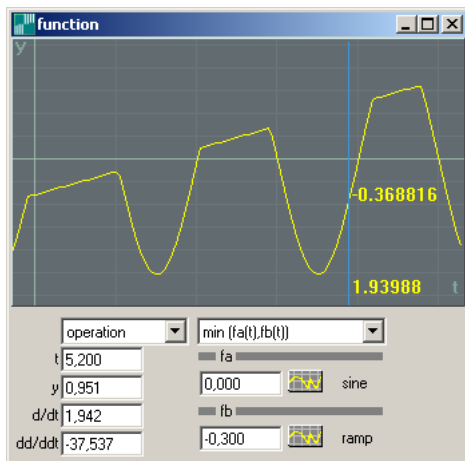 function
y
-0.368816
1.93988
t
operation
min (fa(t),fb(t))
t 5,200
fa
y 0,951
0,000 sine
d/dt 1,942
fb
dd/ddt -37,537
-0,300 ramp